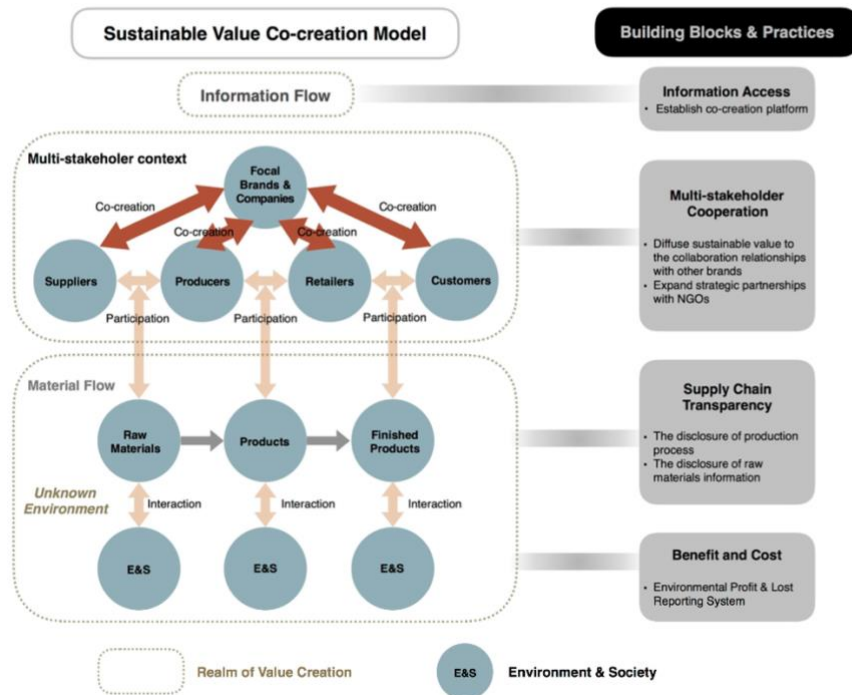 Sustainable Value Co-creation Model
Building Blocks & Practices
Information Flow
Information Access
• Establish co-creation platform
Multi-stakeholer context
Focal
Brands &
Companies
Co-creation
Co-creation
Co-creation
Co-creation
Suppliers
Producers
Retailers
Customers
Participation
Participation
Participation
Multi-stakeholder
Cooperation
• Diffuse sustainable value to
the collaboration relationships
with other brands
• Expand strategic partnerships
with NGOs
Material Flow
Raw
Materials
Products
Finished
Products
Unknown
Environment
Interaction
Interaction
Interaction
E&S
E&S
E&S
Supply Chain
Transparency
• The disclosure of production
process
• The disclosure of raw
materials information
Benefit and Cost
• Environmental Profit & Lost
Reporting System
Realm of Value Creation
E&S
Environment & Society